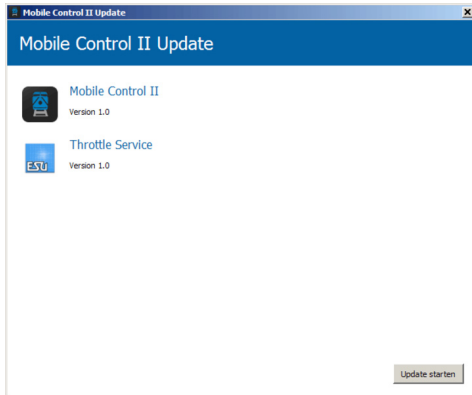 Mobile Control II Update
Mobile Control II Update
Mobile Control II
Version 1.0
Throttle Service
ESU
Version 1.0
Update starten